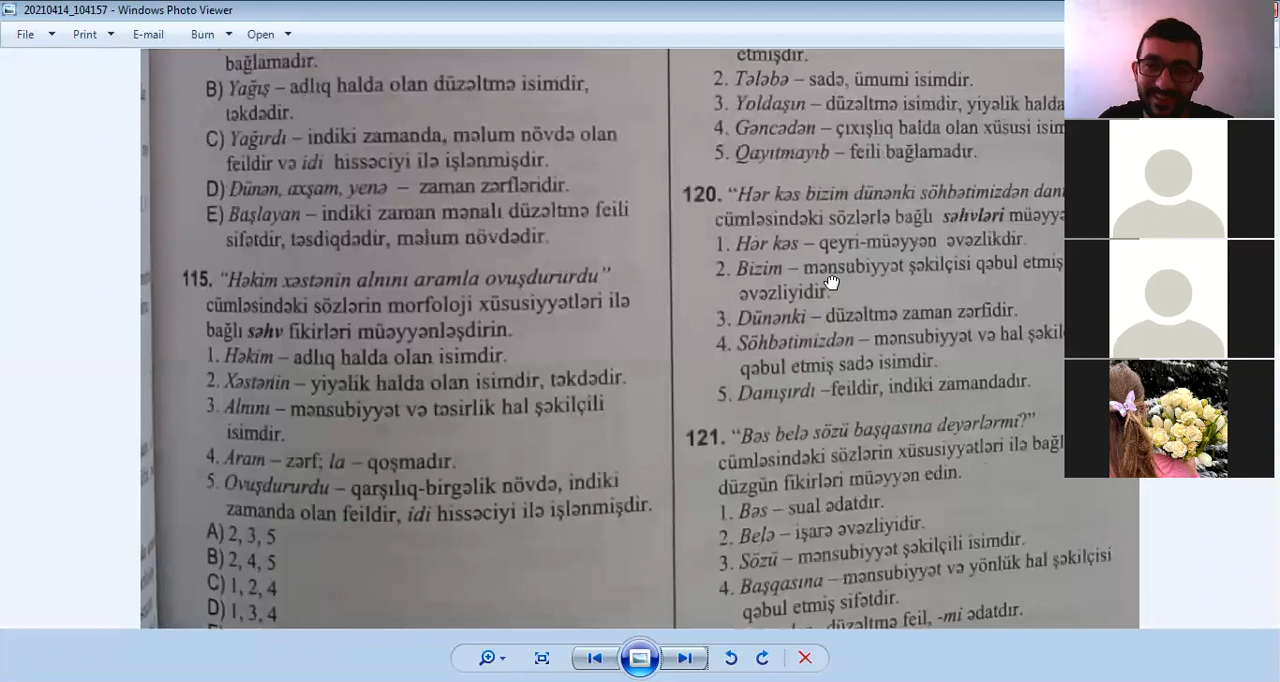 20210414_104157 - Windows Photo Viewer
File Print E-mail Burn Open
bağlamadır.
B) Yağış – adlıq halda olan düzəltmə isimdir,
təkdədir.
C) Yağırdı – indiki zamanda, məlum növdə olan
feildir və idi hissəciyi ilə işlənmişdir.
D) Dünən, axşam, yenə – zaman zərfləridir.
E) Başlayan – indiki zaman mənalı düzəltmə feili
sifətdir, təsdiqdədir, məlum növdədir.
115. “Həkim xəstənin alnını aramla ovuşdururdu”
cümləsindəki sözlərin morfoloji xüsusiyyətləri ilə
bağlı səhv fikirləri müəyyənləşdirin.
1. Həkim – adlıq halda olan isimdir.
2. Xəstənin – yiyəlik halda olan isimdir, təkdədir.
3. Alnını – mənsubiyyət və təsirlik hal şəkilçili
isimdir.
4. Aram – zərf; la – qoşmadır.
5. Ovuşdururdu – qarşılıq-birgəlik növdə, indiki
zamanda olan feildir, idi hissəciyi ilə işlənmişdir.
A) 2, 3, 5
B) 2, 4, 5
C) 1, 2, 4
D) 1, 3, 4
etmişdir.
2. Tələbə – sadə, ümumi isimdir.
3. Yoldaşın – düzəltmə isimdir, yiyəlik halda
4. Gəncədən – çıxışlıq halda olan xüsusi isim
5. Qayıtmayıb – feili bağlamadır.
120. “Hər kəs bizim dünənki söhbətimizdən danı
cümləsindəki sözlərlə bağlı səhvləri müəyyə
1. Hər kəs – qeyri-müəyyən əvəzlikdir.
2. Bizim – mənsubiyyət şəkilçisi qəbul etmiş
əvəzliyidir.
3. Dünənki – düzəltmə zaman zərfidir.
4. Söhbətimizdən – mənsubiyyət və hal şəkil
qəbul etmiş sadə isimdir.
5. Danışırdı –feildir, indiki zamandadır.
121. “Bəs belə sözü başqasına deyərlərmi?”
cümləsindəki sözlərin xüsusiyyətləri ilə bağl
düzgün fikirləri müəyyən edin.
1. Bəs – sual ədatdır.
2. Belə – işarə əvəzliyidir.
3. Sözü – mənsubiyyət şəkilçili isimdir.
4. Başqasına – mənsubiyyət və yönlük hal şəkilçisi
qəbul etmiş sifətdir.
düzəltmə feil, -mi ədatdır.